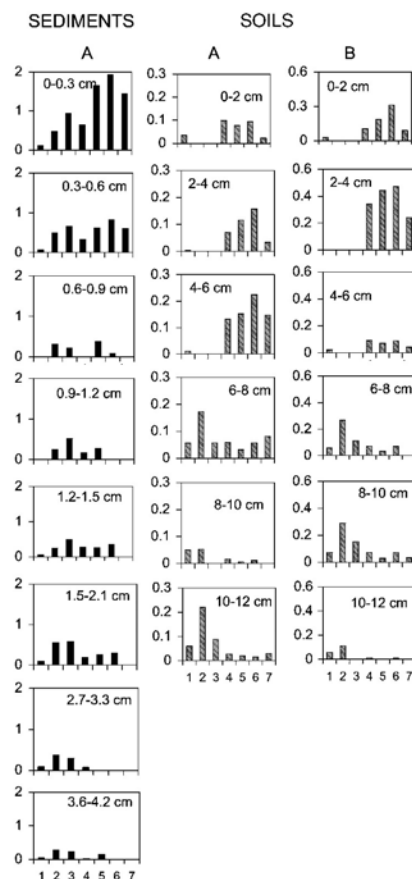 SEDIMENTS
A
2
0-0.3 cm
1
0
2
0.3-0.6 cm
1
0
2
0.6-0.9 cm
1
0
2
0.9-1.2 cm
1
0
2
1.2-1.5 cm
1
0
2
1.5-2.1 cm
1
0
2
2.7-3.3 cm
1
0
2
3.6-4.2 cm
1
0
1 2 3 4 5 6 7
SOILS
A
0.3
0-2 cm
0.2
0.1
0
0.3
2-4 cm
0.2
0.1
0
0.3
4-6 cm
0.2
0.1
0
0.3
6-8 cm
0.2
0.1
0
0.3
8-10 cm
0.2
0.1
0
0.3
10-12 cm
0.2
0.1
0
1 2 3 4 5 6 7
B
0.6
0-2 cm
0.3
0
0.6
2-4 cm
0.4
0.2
0.0
0.6
4-6 cm
0.4
0.2
0
0.6
6-8 cm
0.4
0.2
0
0.6
8-10 cm
0.4
0.2
0
0.6
10-12 cm
0.4
0.2
0
1 2 3 4 5 6 7